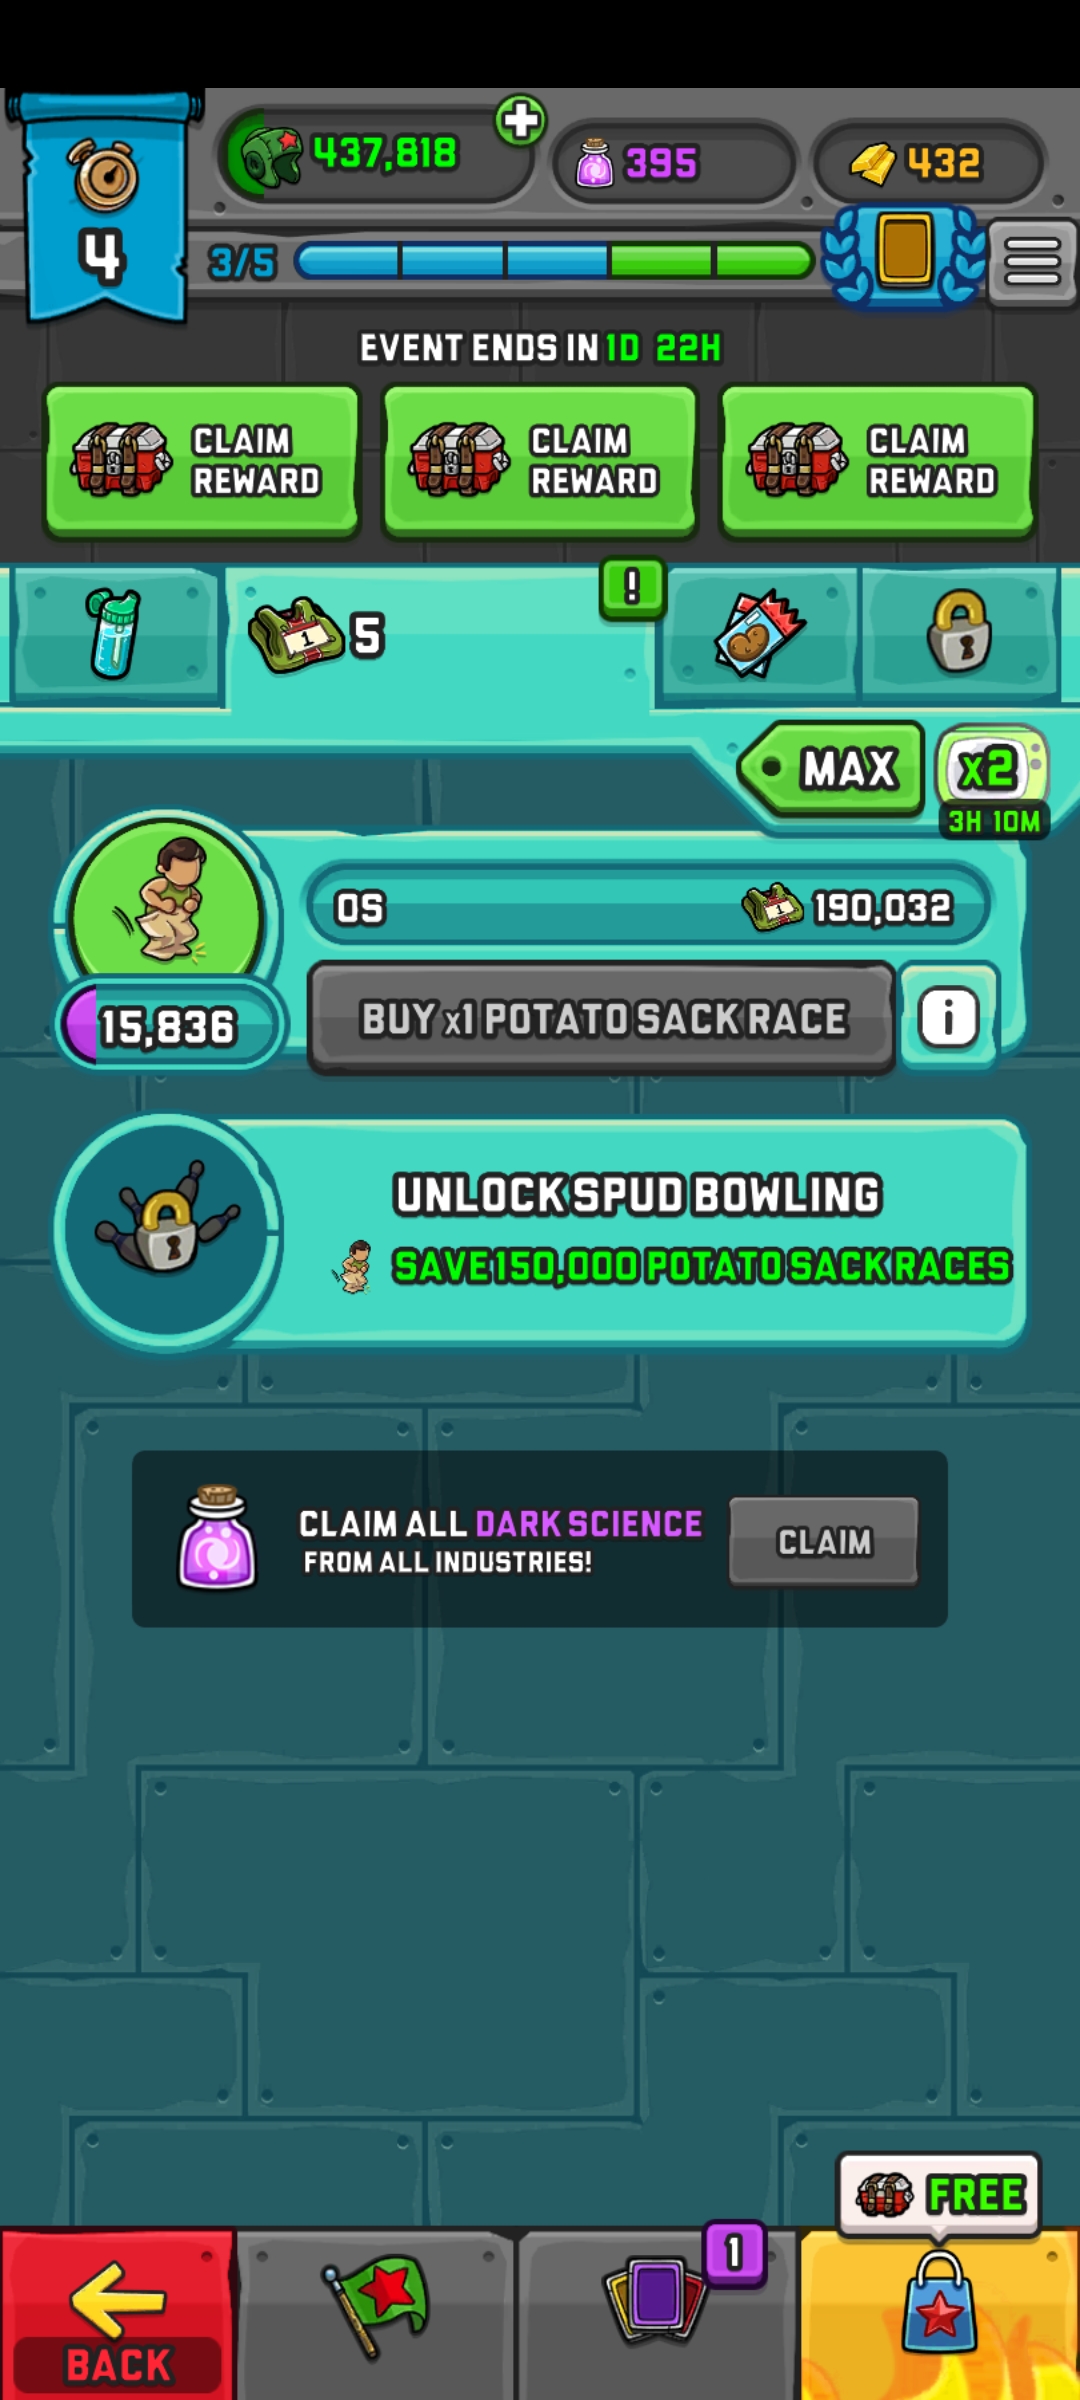 437,818
395
432
4
3/5
EVENT ENDS IN 1D 22H
CLAIM
REWARD
CLAIM
REWARD
CLAIM
REWARD
1
5
!
MAX
x2
3H 10M
0S
1
190,032
15,836
BUY x1 POTATO SACK RACE
i
UNLOCK SPUD BOWLING
SAVE 150,000 POTATO SACK RACES
CLAIM ALL DARK SCIENCE
FROM ALL INDUSTRIES!
CLAIM
FREE
1
BACK